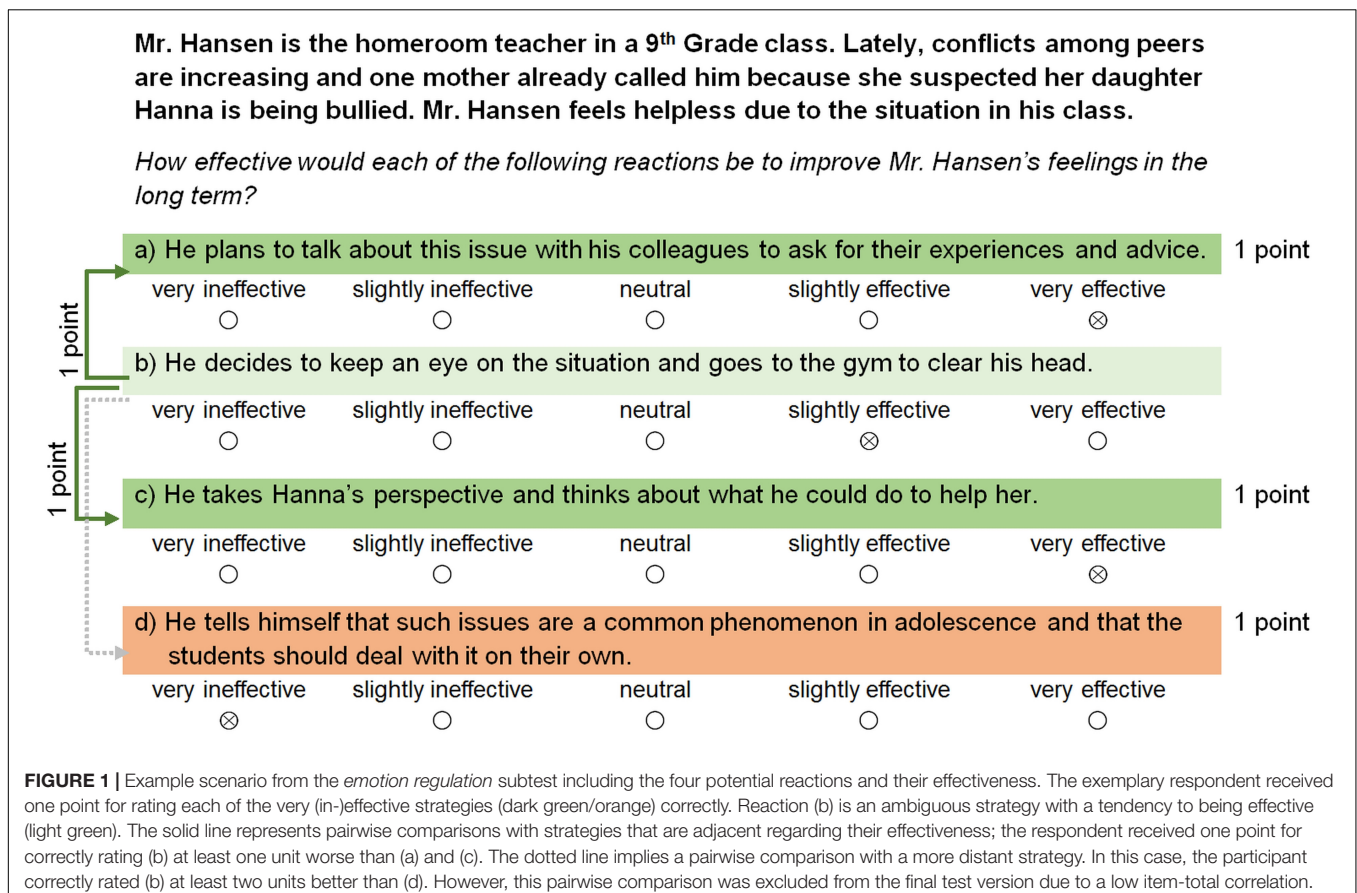 Mr. Hansen is the homeroom teacher in a 9th Grade class. Lately, conflicts among peers
are increasing and one mother already called him because she suspected her daughter
Hanna is being bullied. Mr. Hansen feels helpless due to the situation in his class.
How effective would each of the following reactions be to improve Mr. Hansen's feelings in the
long term?
a) He plans to talk about this issue with his colleagues to ask for their experiences and advice. 1 point
very ineffective slightly ineffective neutral slightly effective very effective
1 point
b) He decides to keep an eye on the situation and goes to the gym to clear his head.
very ineffective slightly ineffective neutral slightly effective very effective
1 point
c) He takes Hanna's perspective and thinks about what he could do to help her. 1 point
very ineffective slightly ineffective neutral slightly effective very effective
d) He tells himself that such issues are a common phenomenon in adolescence and that the 1 point
students should deal with it on their own.
very ineffective slightly ineffective neutral slightly effective very effective
FIGURE 1 | Example scenario from the emotion regulation subtest including the four potential reactions and their effectiveness. The exemplary respondent received
one point for rating each of the very (in-)effective strategies (dark green/orange) correctly. Reaction (b) is an ambiguous strategy with a tendency to being effective
(light green). The solid line represents pairwise comparisons with strategies that are adjacent regarding their effectiveness; the respondent received one point for
correctly rating (b) at least one unit worse than (a) and (c). The dotted line implies a pairwise comparison with a more distant strategy. In this case, the participant
correctly rated (b) at least two units better than (d). However, this pairwise comparison was excluded from the final test version due to a low item-total correlation.